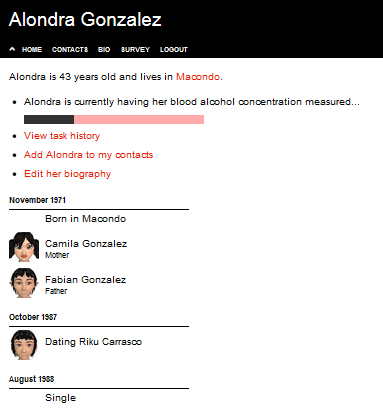 Alondra Gonzalez
HOME CONTACTS BIO SURVEY LOGOUT
Alondra is 43 years old and lives in Macondo.
Alondra is currently having her blood alcohol concentration measured...
View task history
Add Alondra to my contacts
Edit her biography
November 1971
Born in Macondo
Camila Gonzalez
Mother
Fabian Gonzalez
Father
October 1987
Dating Riku Carrasco
August 1988
Single